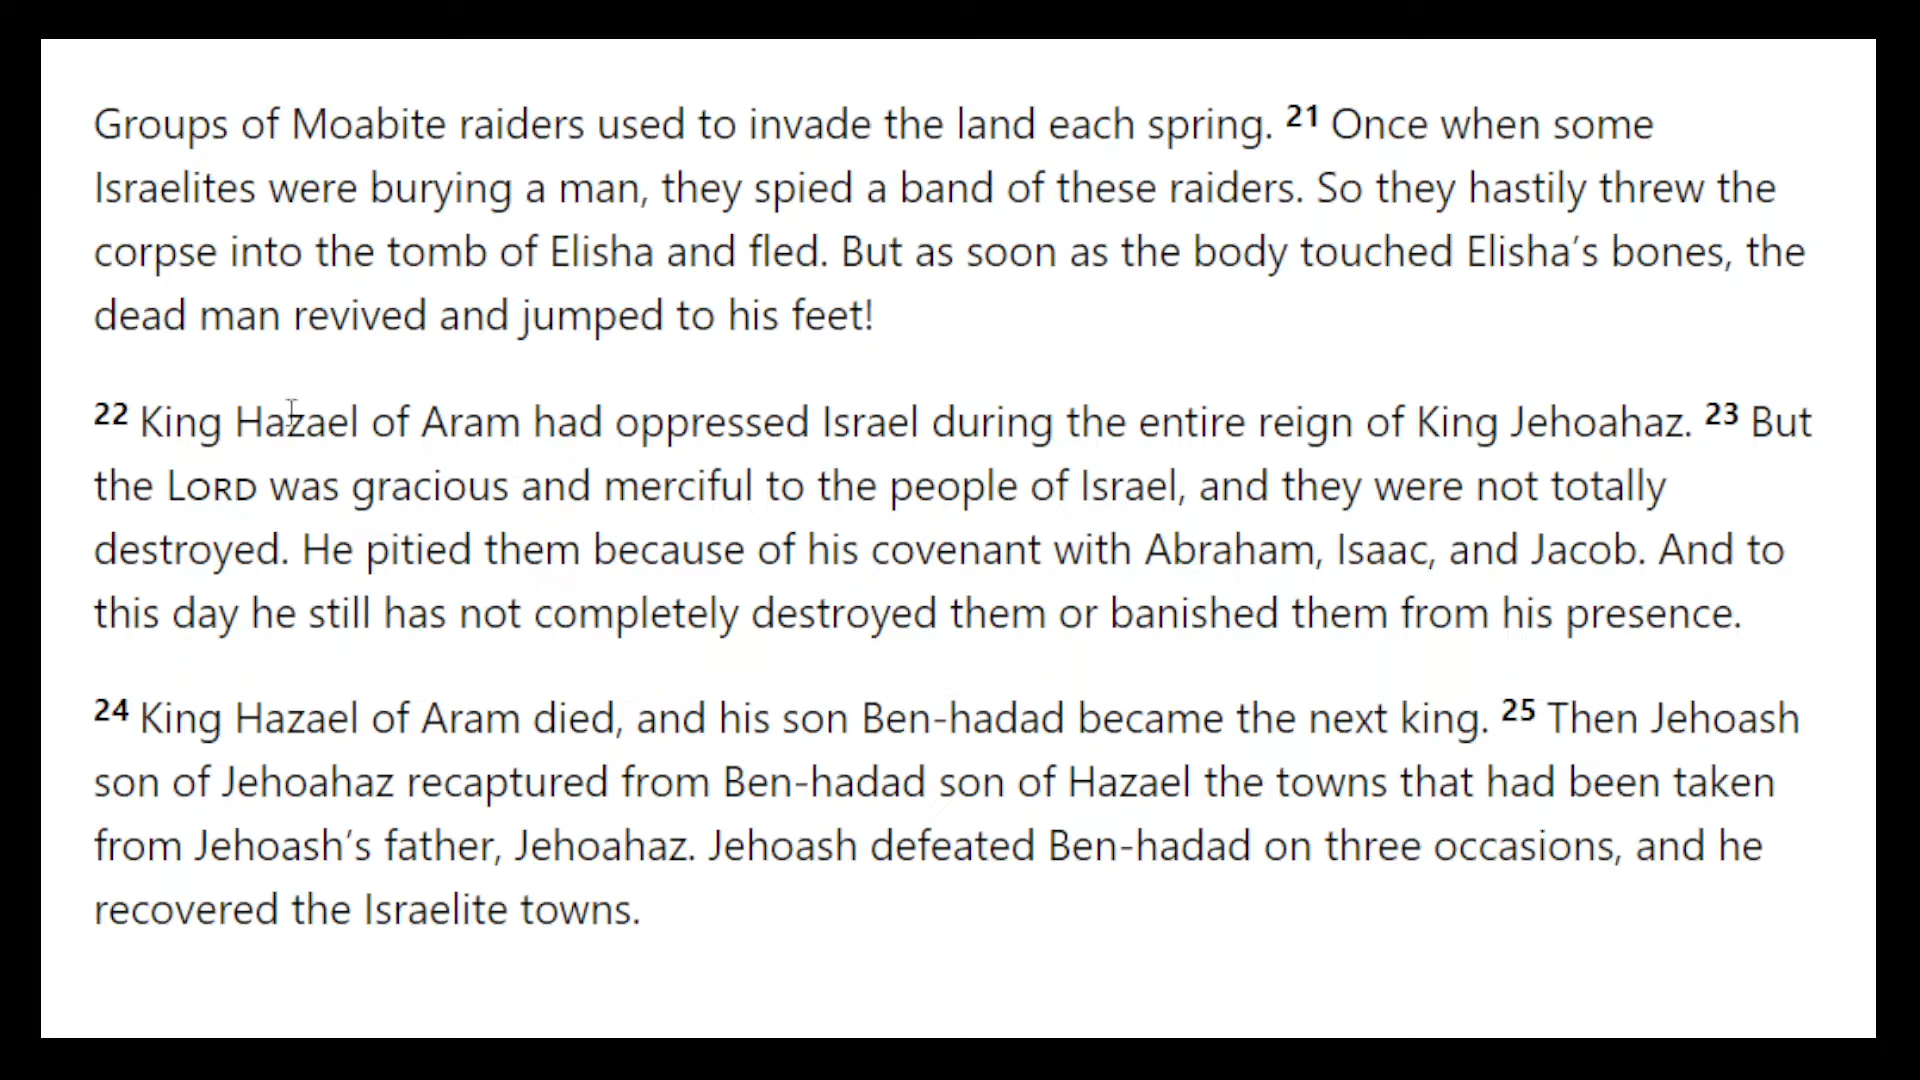 Groups of Moabite raiders used to invade the land each spring. 21 Once when some
Israelites were burying a man, they spied a band of these raiders. So they hastily threw the
corpse into the tomb of Elisha and fled. But as soon as the body touched Elisha’s bones, the
dead man revived and jumped to his feet!
22 King Hazael of Aram had oppressed Israel during the entire reign of King Jehoahaz. 23 But
the LORD was gracious and merciful to the people of Israel, and they were not totally
destroyed. He pitied them because of his covenant with Abraham, Isaac, and Jacob. And to
this day he still has not completely destroyed them or banished them from his presence.
24 King Hazael of Aram died, and his son Ben-hadad became the next king. 25 Then Jehoash
son of Jehoahaz recaptured from Ben-hadad son of Hazael the towns that had been taken
from Jehoash’s father, Jehoahaz. Jehoash defeated Ben-hadad on three occasions, and he
recovered the Israelite towns.